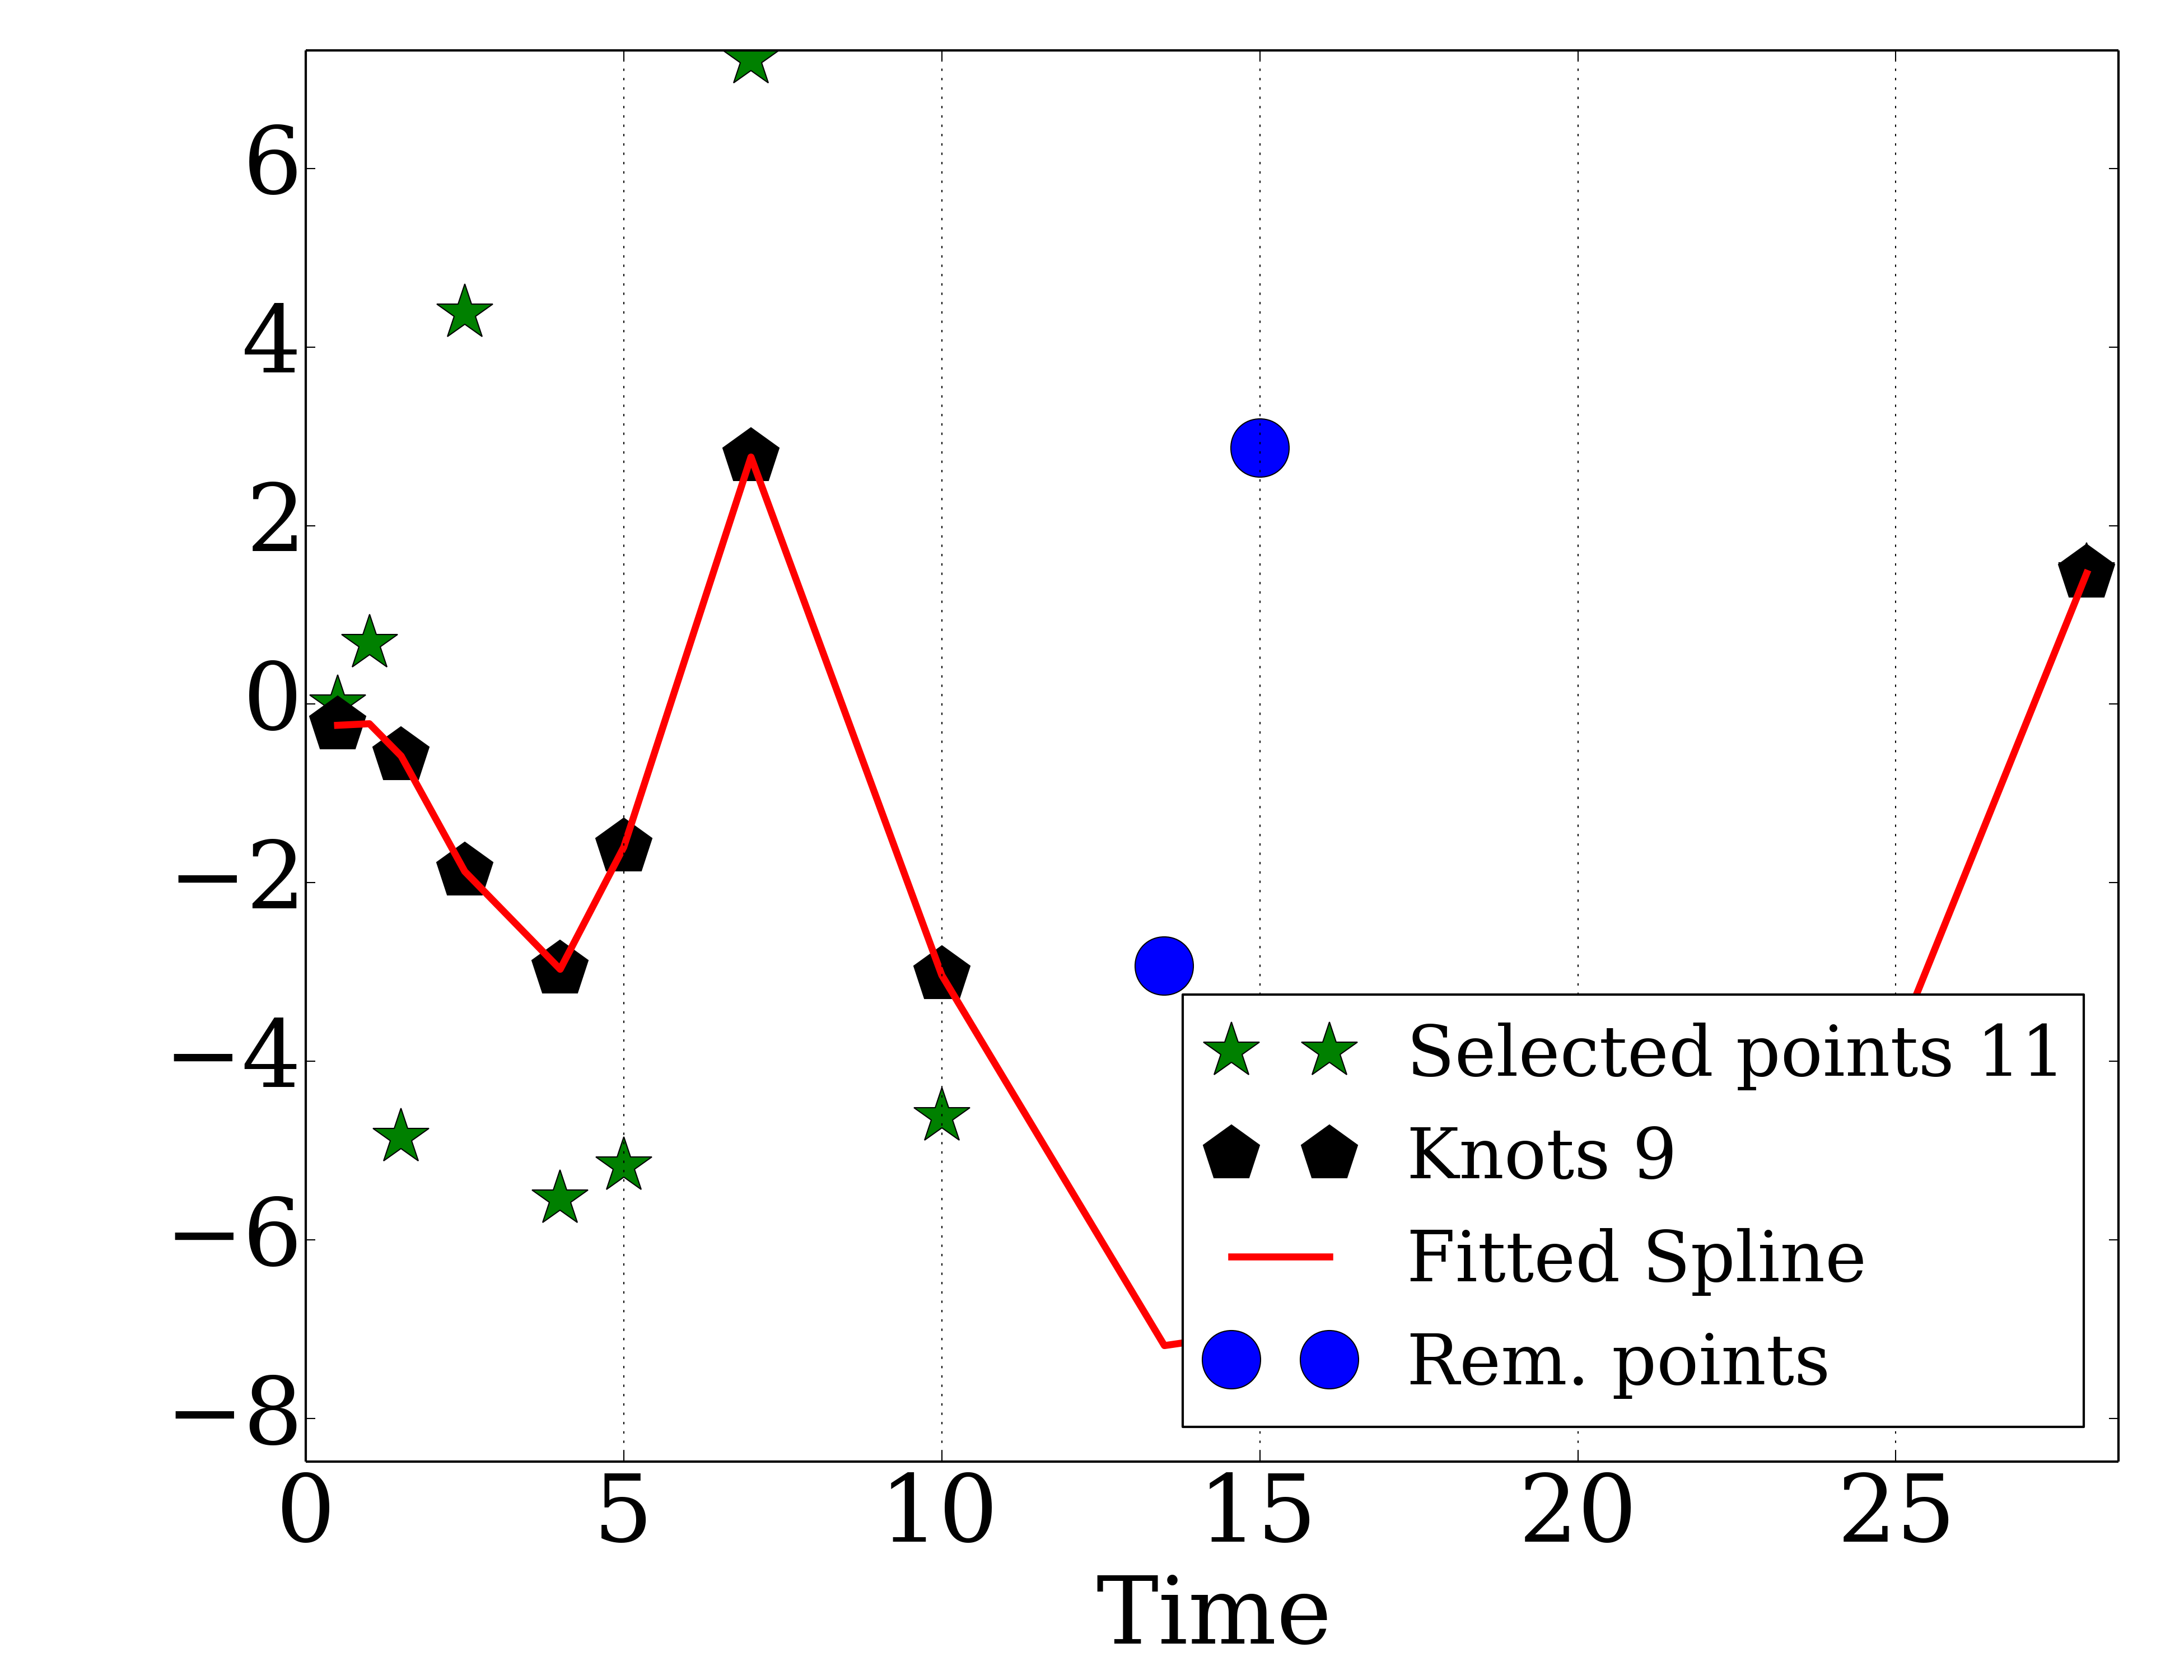 6
4
2
0
−2
−4
−6
−8
0 5 10 15 20 25
Time
Selected points 11
Knots 9
Fitted Spline
Rem. points